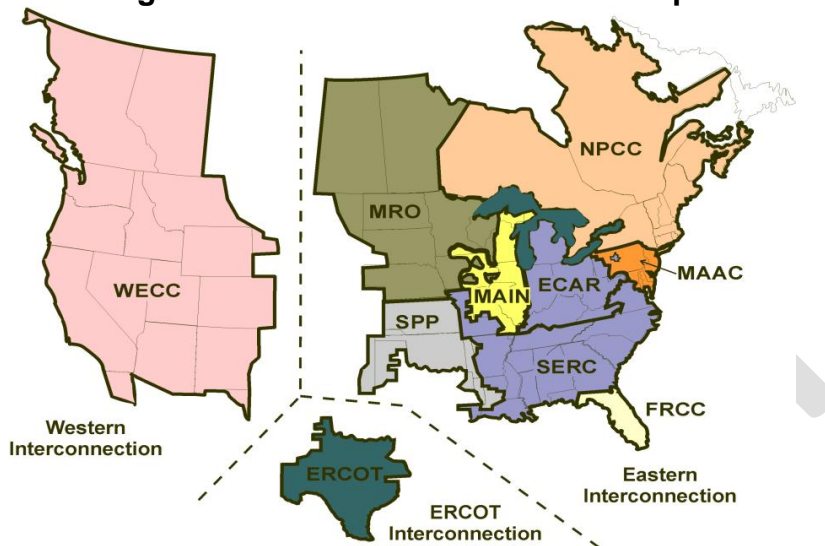 NPCC
MRO
MAAC
WECC
MAIN
ECAR
SPP
SERC
FRCC
Western
Interconnection
ERCOT
Eastern
Interconnection
ERCOT
Interconnection